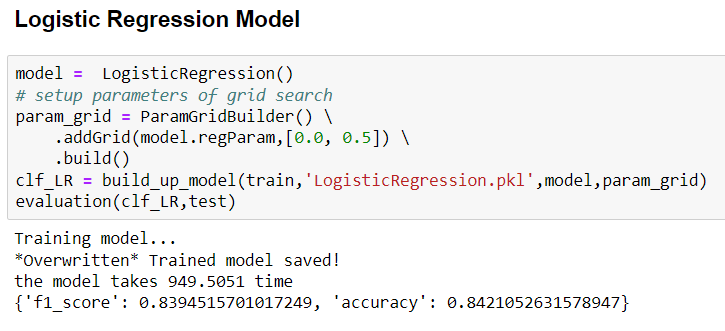 Logistic Regression Model
model =  LogisticRegression()
# setup parameters of grid search
param_grid = ParamGridBuilder() \
    .addGrid(model.regParam,[0.0, 0.5]) \
    .build()
clf_LR = build_up_model(train,'LogisticRegression.pkl',model,param_grid)
evaluation(clf_LR,test)
Training model...
*Overwritten* Trained model saved!
the model takes 949.5051 time
{'f1_score': 0.8394515701017249, 'accuracy': 0.8421052631578947}